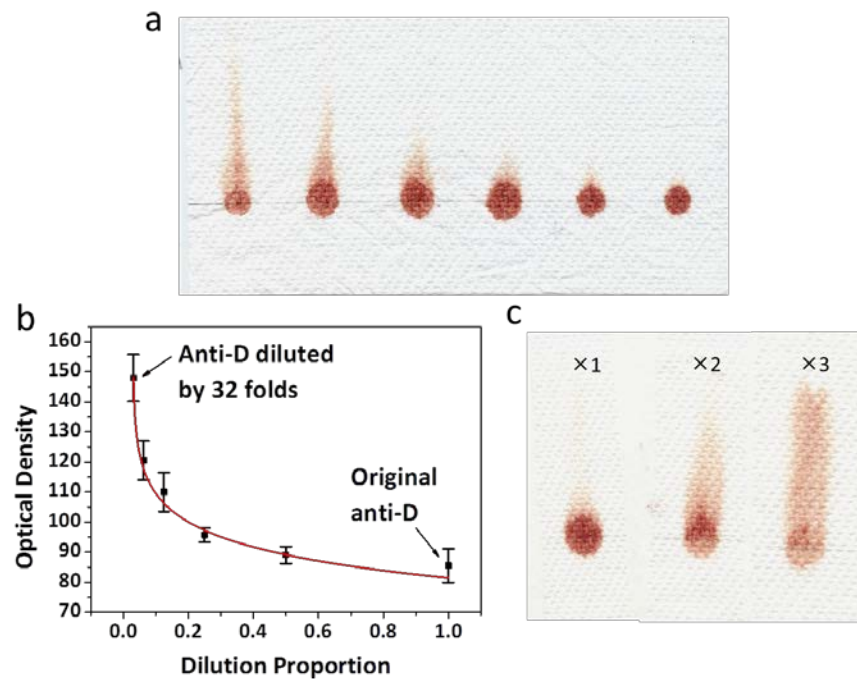 a
b
160
150
140
130
120
110
100
90
80
70
Optical Density
Anti-D diluted
by 32 folds
Original
anti-D
0.0
0.2
0.4
0.6
0.8
1.0
Dilution Proportion
c
×1
×2
×3